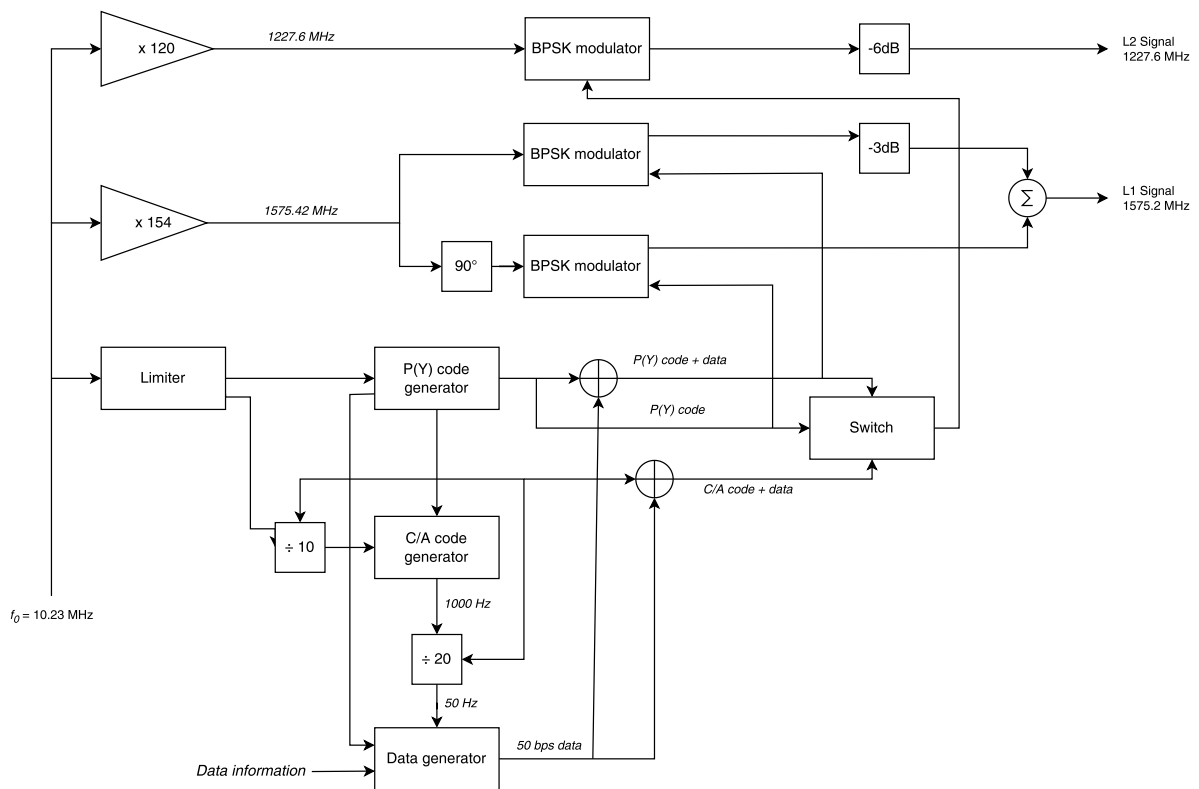 x 120
1227.6 MHz
BPSK modulator
-6dB
L2 Signal
1227.6 MHz
BPSK modulator
-3dB
x 154
1575.42 MHz
Σ
L1 Signal
1575.2 MHz
90°
BPSK modulator
Limiter
P(Y) code
generator
P(Y) code + data
P(Y) code
Switch
C/A code + data
÷ 10
C/A code
generator
1000 Hz
f0 = 10.23 MHz
÷ 20
50 Hz
50 bps data
Data generator
Data information